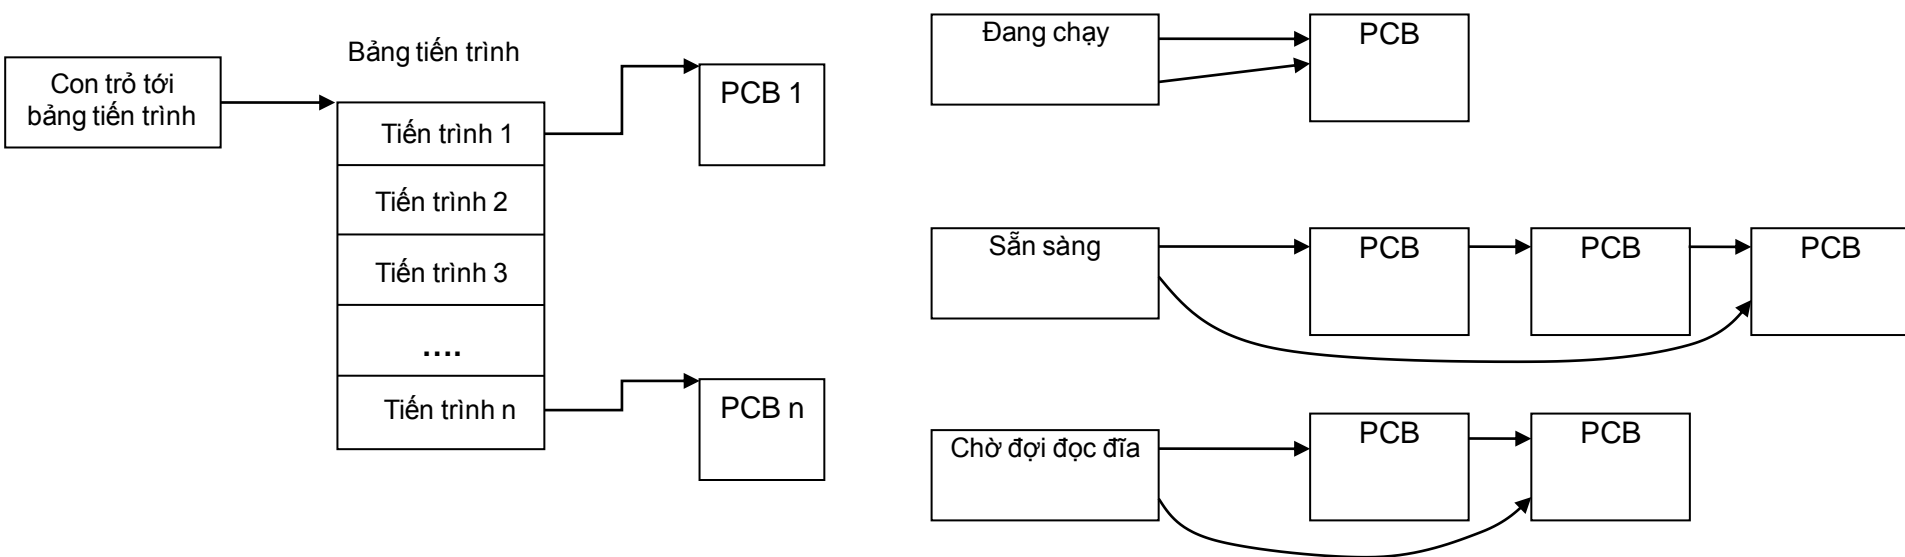 Con trỏ tới
bảng tiến trình
Bảng tiến trình
Tiến trình 1
Tiến trình 2
Tiến trình 3
....
Tiến trình n
PCB 1
PCB n
Đang chạy
PCB
Sẵn sàng
PCB
PCB
PCB
Chờ đợi đọc đĩa
PCB
PCB